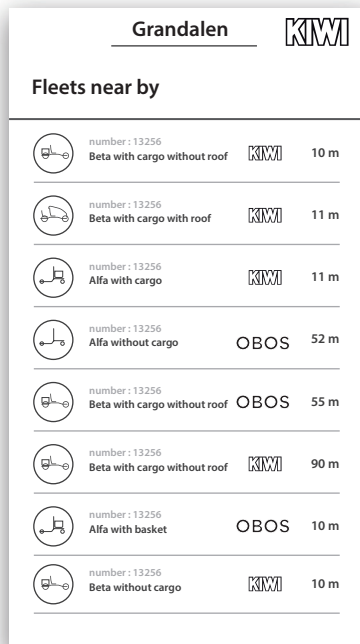 Grandalen
KIWI
Fleets near by
number : 13256
Beta with cargo without roof KIWI 10 m
number : 13256
Beta with cargo with roof KIWI 11 m
number : 13256
Alfa with cargo KIWI 11 m
number : 13256
Alfa without cargo OBOS 52 m
number : 13256
Beta with cargo without roof OBOS 55 m
number : 13256
Beta with cargo without roof KIWI 90 m
number : 13256
Alfa with basket OBOS 10 m
number : 13256
Beta without cargo KIWI 10 m